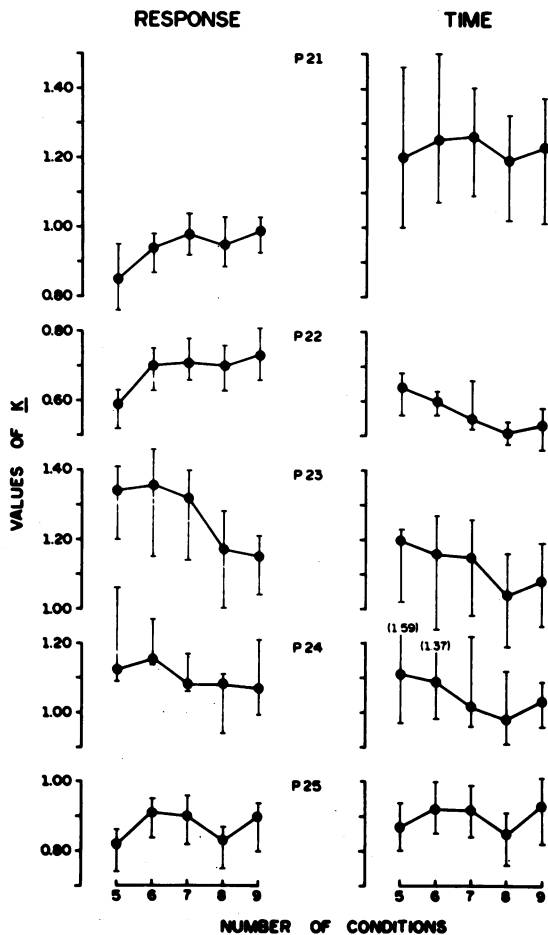 RESPONSE TIME
P21
1.40
1.20
1.00
0.80
P22
0.80
0.60
P23
1.40
1.20
1.00
P24
(1.59)
(1.37)
1.20
1.00
P25
1.00
0.80
VALUES OF K
5 6 7 8 9 5 6 7 8 9
NUMBER OF CONDITIONS